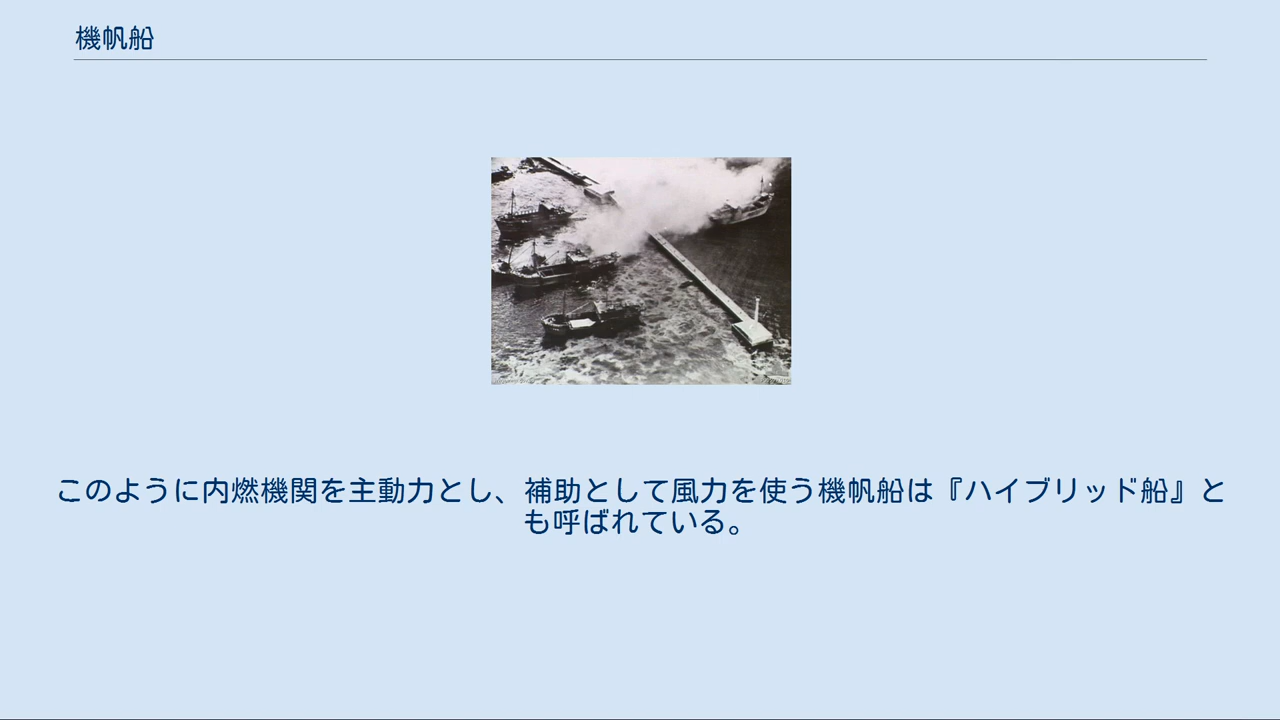 機帆船
このように内燃機関を主動力とし、補助として風力を使う機帆船は『ハイブリッド船』と
も呼ばれている。